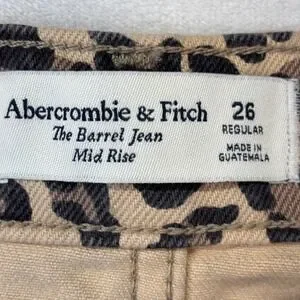 Abercrombie & Fitch
The Barrel Jean
Mid Rise
26
REGULAR
MADE IN
GUATEMALA